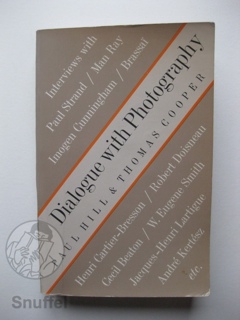 Interviews with
Paul Strand / Man Ray
Imogen Cunningham / Brassaï
Dialogue with Photography
PAUL HILL & THOMAS COOPER
Henri Cartier-Bresson / Robert Doisneau
Cecil Beaton / W. Eugene Smith
Jacques-Henri Lartigue
André Kertész
etc.
Snuffel